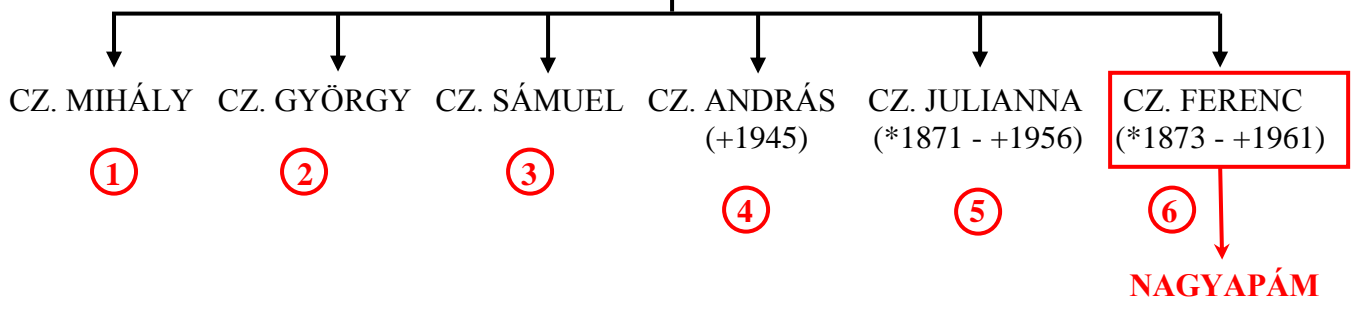 CZ. MIHÁLY CZ. GYÖRGY CZ. SÁMUEL CZ. ANDRÁS CZ. JULIANNA CZ. FERENC
(+1945) (*1871 - +1956) (*1873 - +1961)
1 2 3
4 5 6
NAGYAPÁM